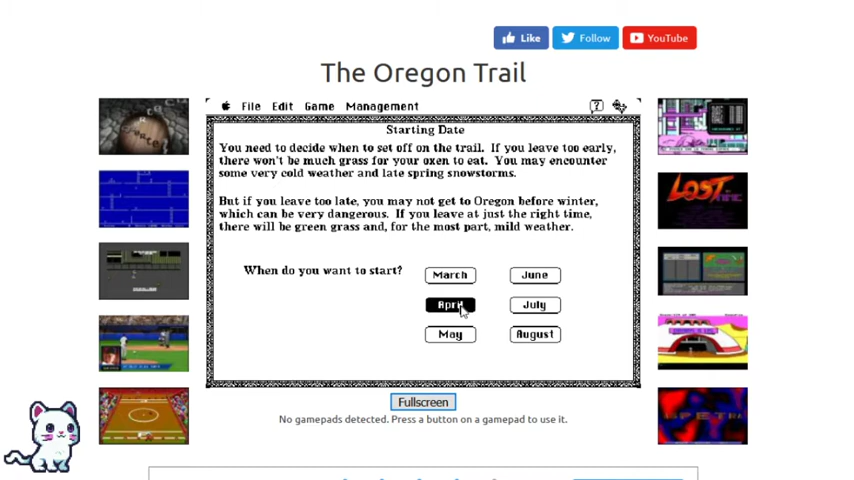 Like
Follow
YouTube
The Oregon Trail
File Edit Game Management
?
Starting Date
You need to decide when to set off on the trail. If you leave too early,
there won't be much grass for your oxen to eat. You may encounter
some very cold weather and late spring snowstorms.
But if you leave too late, you may not get to Oregon before winter,
which can be very dangerous. If you leave at just the right time,
there will be green grass and, for the most part, mild weather.
When do you want to start?
March
June
April
July
May
August
LOST
Fullscreen
No gamepads detected. Press a button on a gamepad to use it.